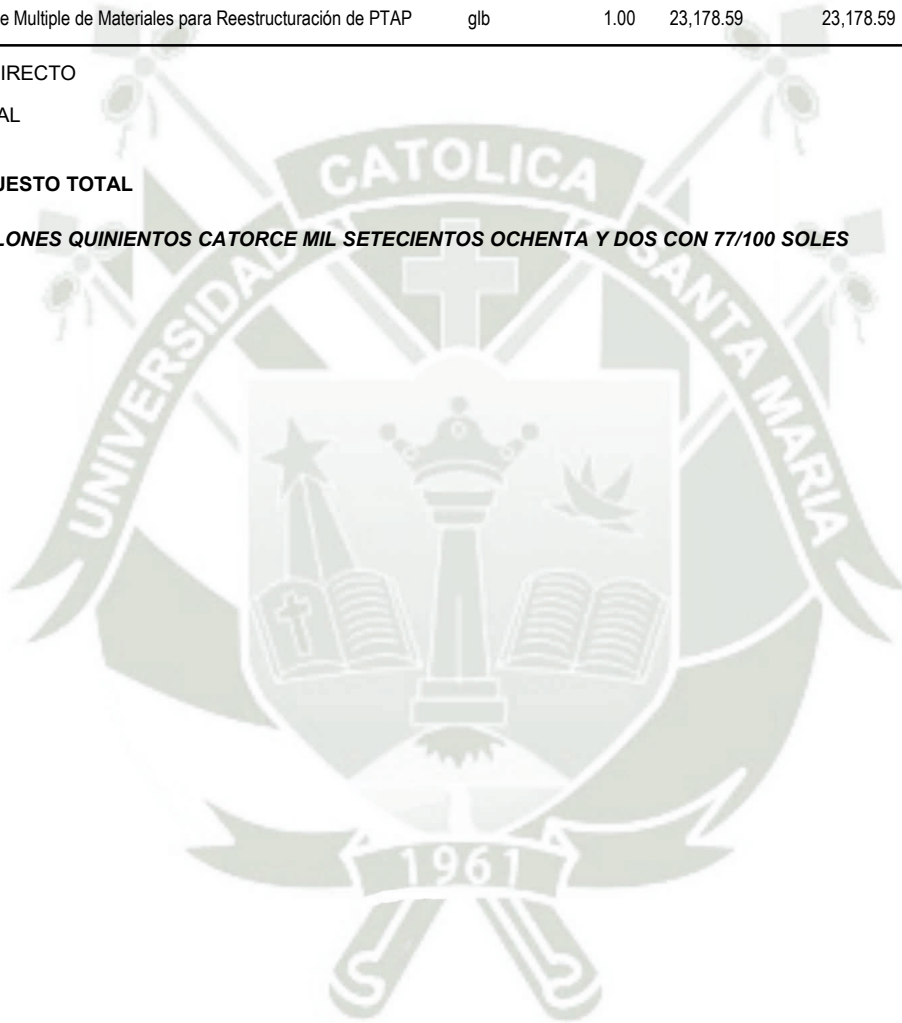 e Multiple de Materiales para Reestructuración de PTAP glb 1.00 23,178.59 23,178.59
IRECTO
AL
UESTO TOTAL
LONES QUINIENTOS CATORCE MIL SETECIENTOS OCHENTA Y DOS CON 77/100 SOLES
UNIVERSIDAD CATOLICA SANTA MARIA
1961